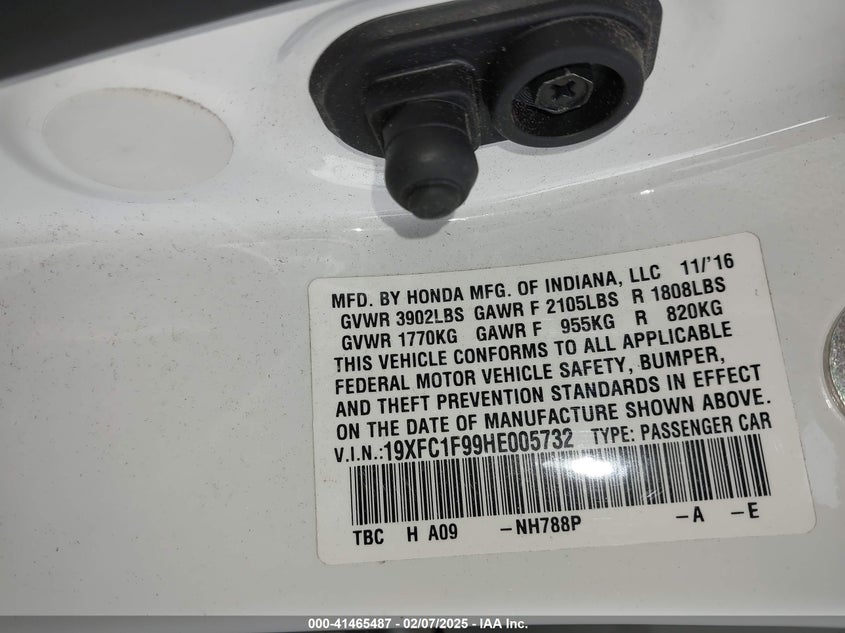 MFD. BY HONDA MFG. OF INDIANA, LLC 11/'16
GVWR 3902LBS GAWR F 2105LBS R 1808LBS
GVWR 1770KG GAWR F 955KG R 820KG
THIS VEHICLE CONFORMS TO ALL APPLICABLE
FEDERAL MOTOR VEHICLE SAFETY, BUMPER,
AND THEFT PREVENTION STANDARDS IN EFFECT
ON THE DATE OF MANUFACTURE SHOWN ABOVE.
V.I.N.:19XFC1F99HE005732 TYPE: PASSENGER CAR
TBC H A09 -NH788P -A -E
000-41465487 - 02/07/2025 - IAA Inc.